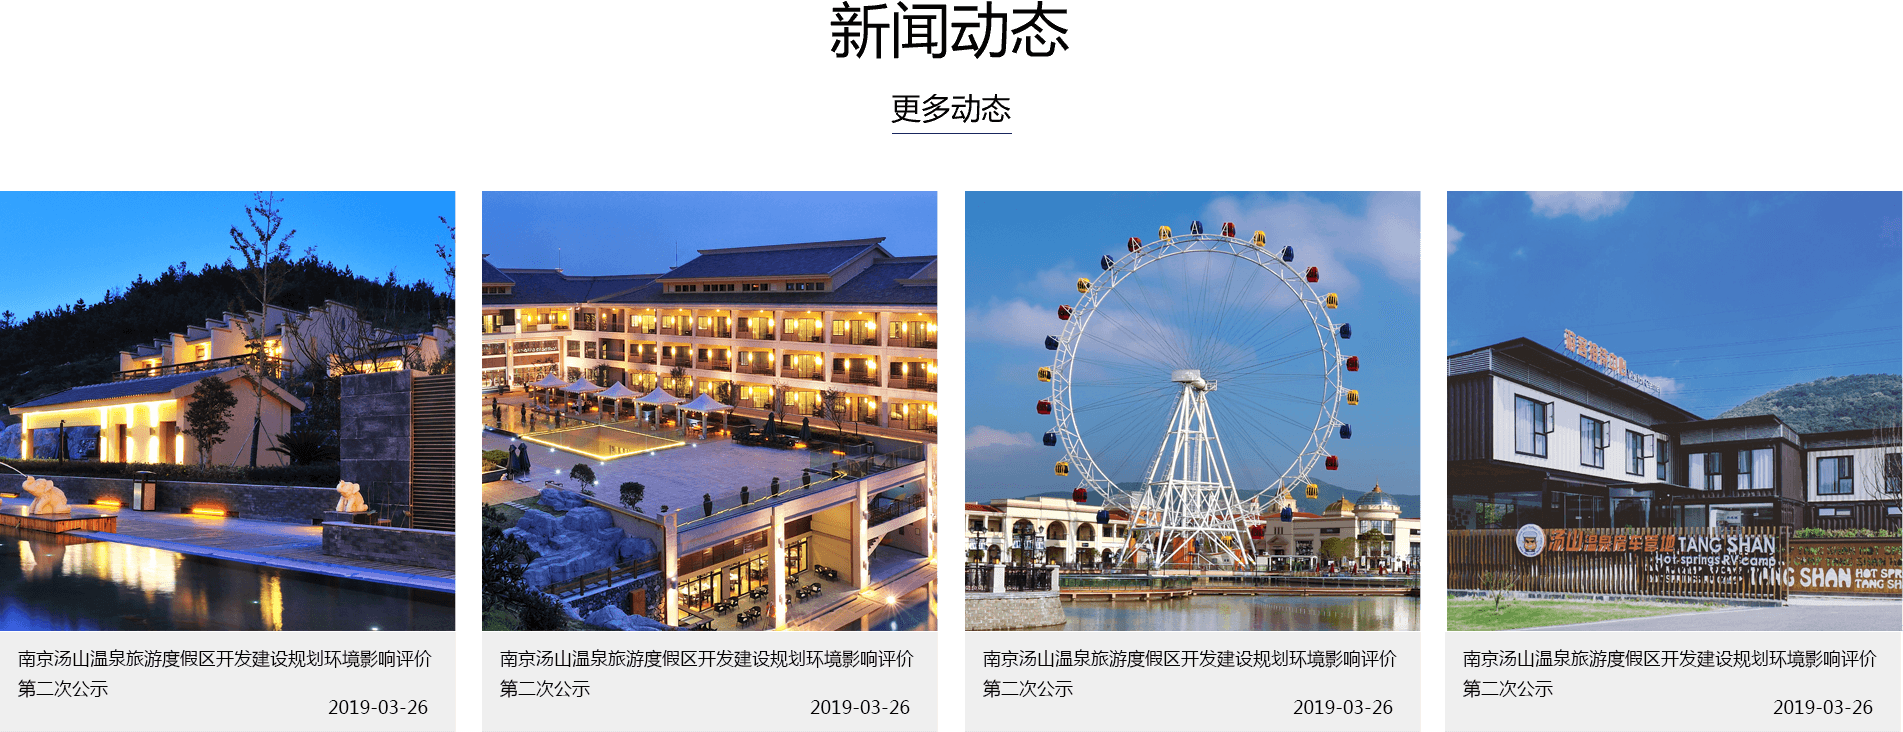 新闻动态
更多动态
汤山温泉房车营地
TANG SHAN
Hot-springs RV camp
TANG SHAN
HOT SPR
TANG SH
南京汤山温泉旅游度假区开发建设规划环境影响评价
第二次公示
2019-03-26
南京汤山温泉旅游度假区开发建设规划环境影响评价
第二次公示
2019-03-26
南京汤山温泉旅游度假区开发建设规划环境影响评价
第二次公示
2019-03-26
南京汤山温泉旅游度假区开发建设规划环境影响评价
第二次公示
2019-03-26